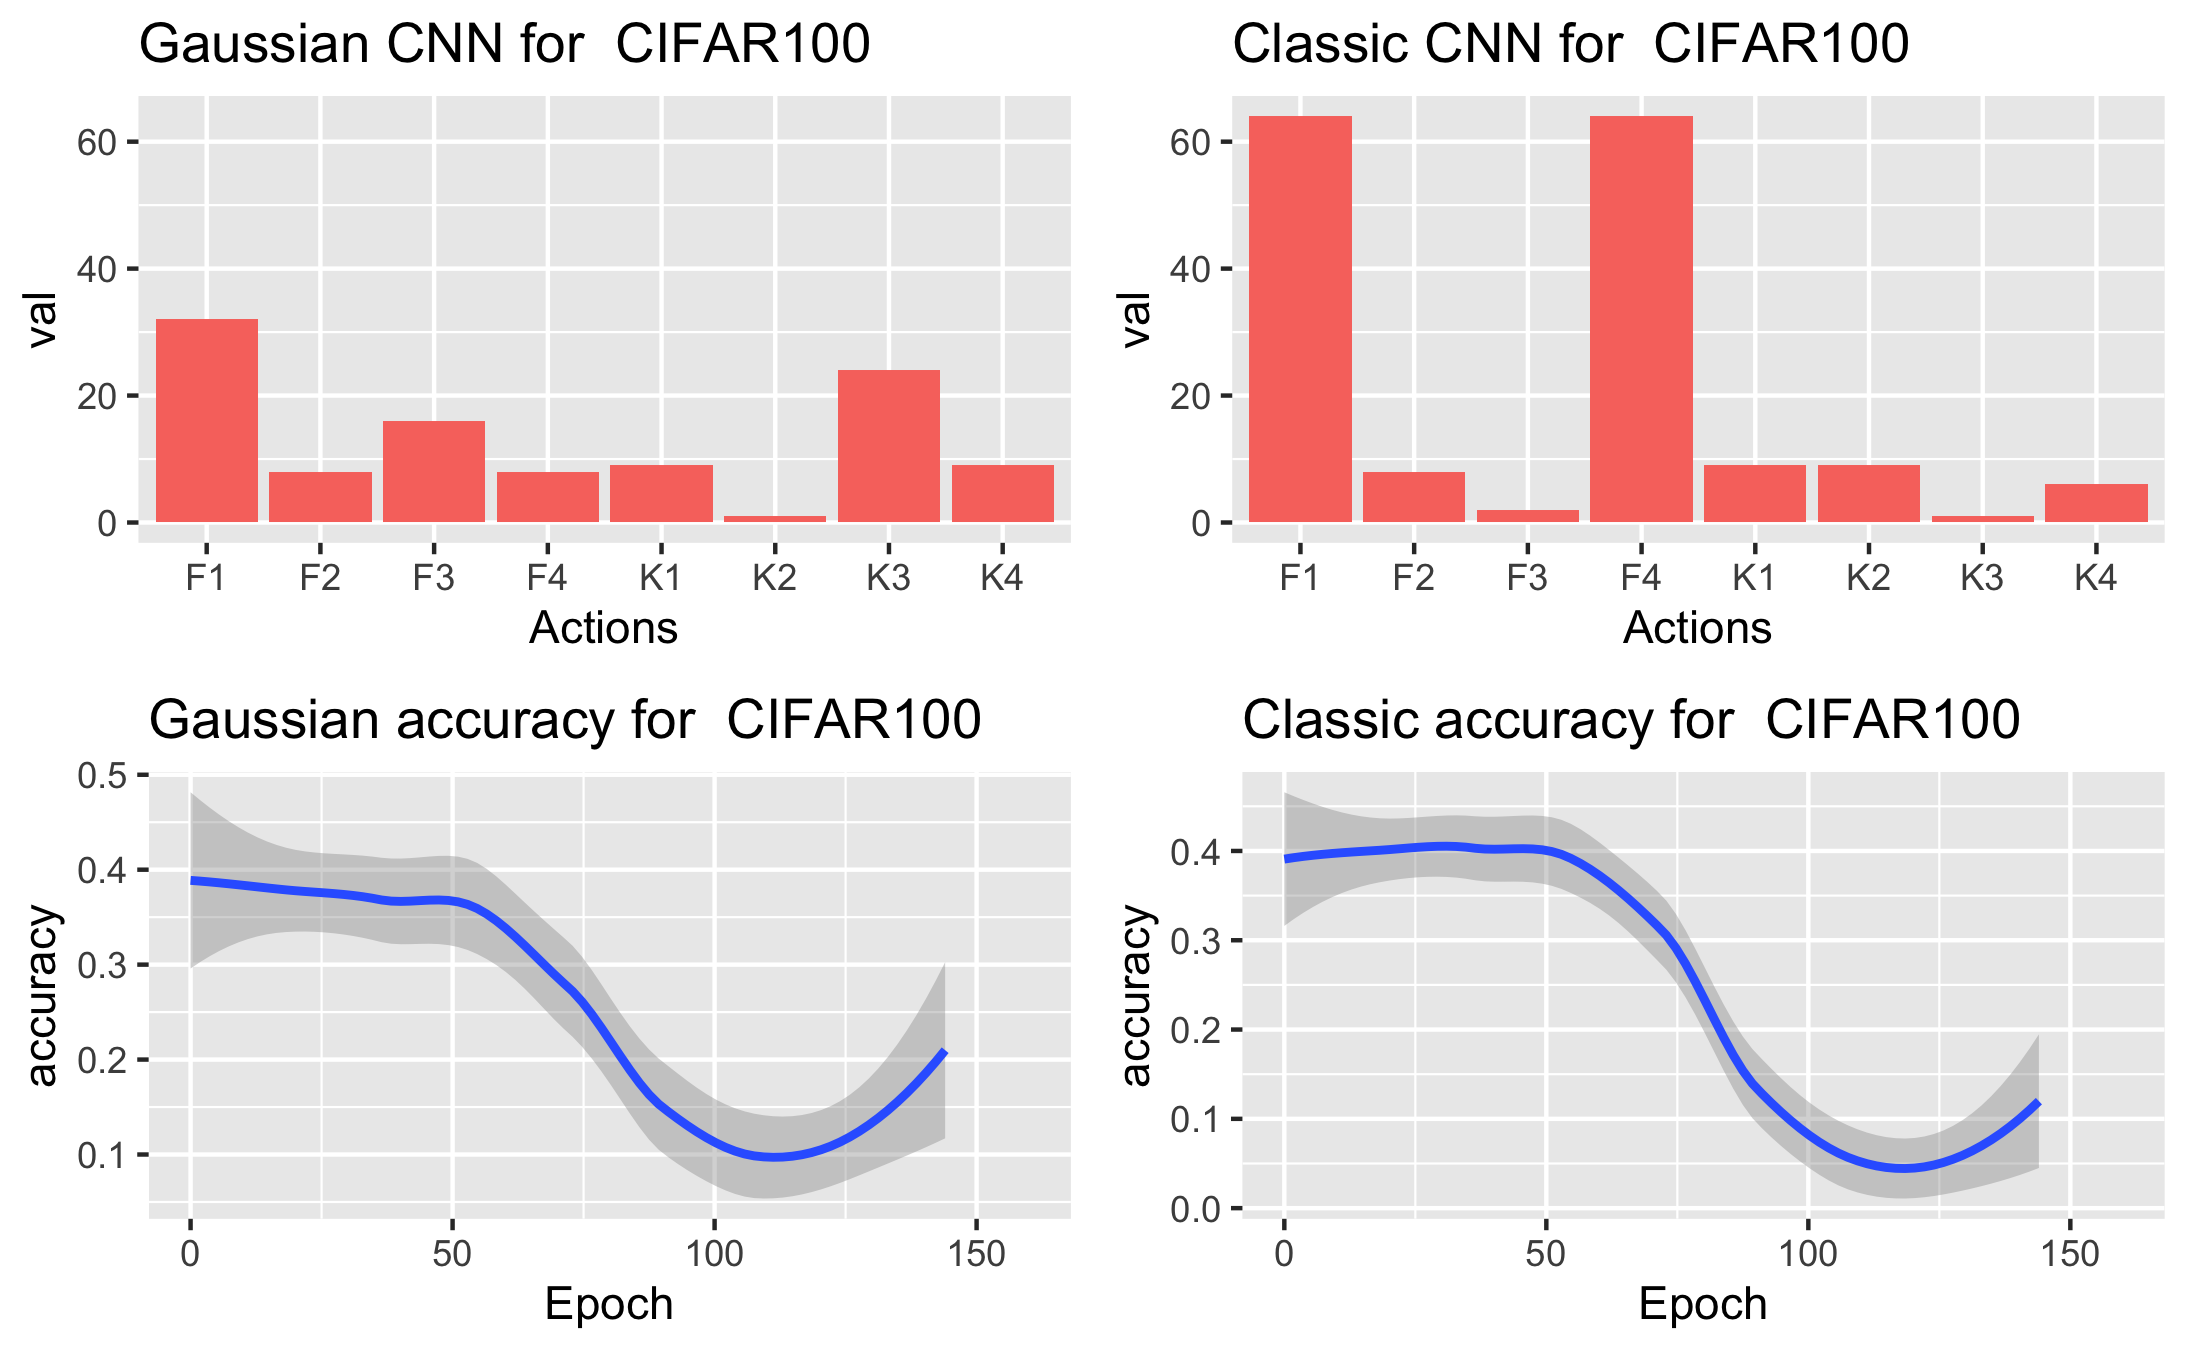 Gaussian CNN for  CIFAR100
val
60
40
20
0
F1 F2 F3 F4 K1 K2 K3 K4
Actions
Classic CNN for  CIFAR100
val
60
40
20
0
F1 F2 F3 F4 K1 K2 K3 K4
Actions
Gaussian accuracy for  CIFAR100
accuracy
0.5
0.4
0.3
0.2
0.1
0 50 100 150
Epoch
Classic accuracy for  CIFAR100
accuracy
0.4
0.3
0.2
0.1
0.0
0 50 100 150
Epoch